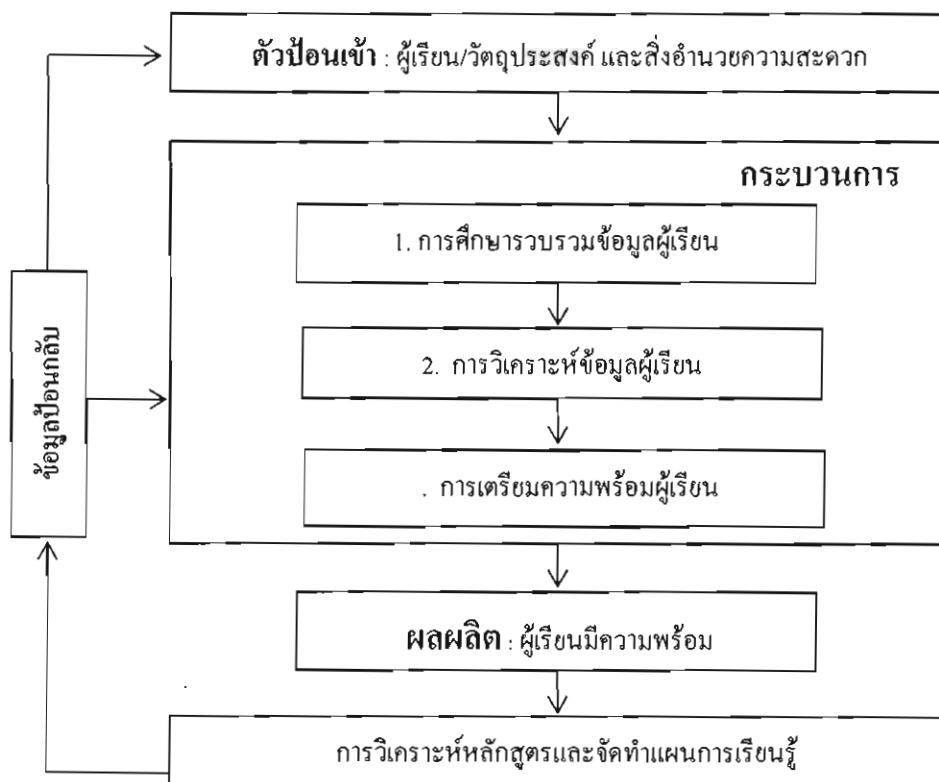 ตัวป้อนเข้า : ผู้เรียน/วัตถุประสงค์ และสิ่งอำนวยความสะดวก
กระบวนการ
1. การศึกษารวบรวมข้อมูลผู้เรียน
2. การวิเคราะห์ข้อมูลผู้เรียน
. การเตรียมความพร้อมผู้เรียน
ข้อมูลป้อนกลับ
ผลผลิต : ผู้เรียนมีความพร้อม
การวิเคราะห์หลักสูตรและจัดทำแผนการเรียนรู้